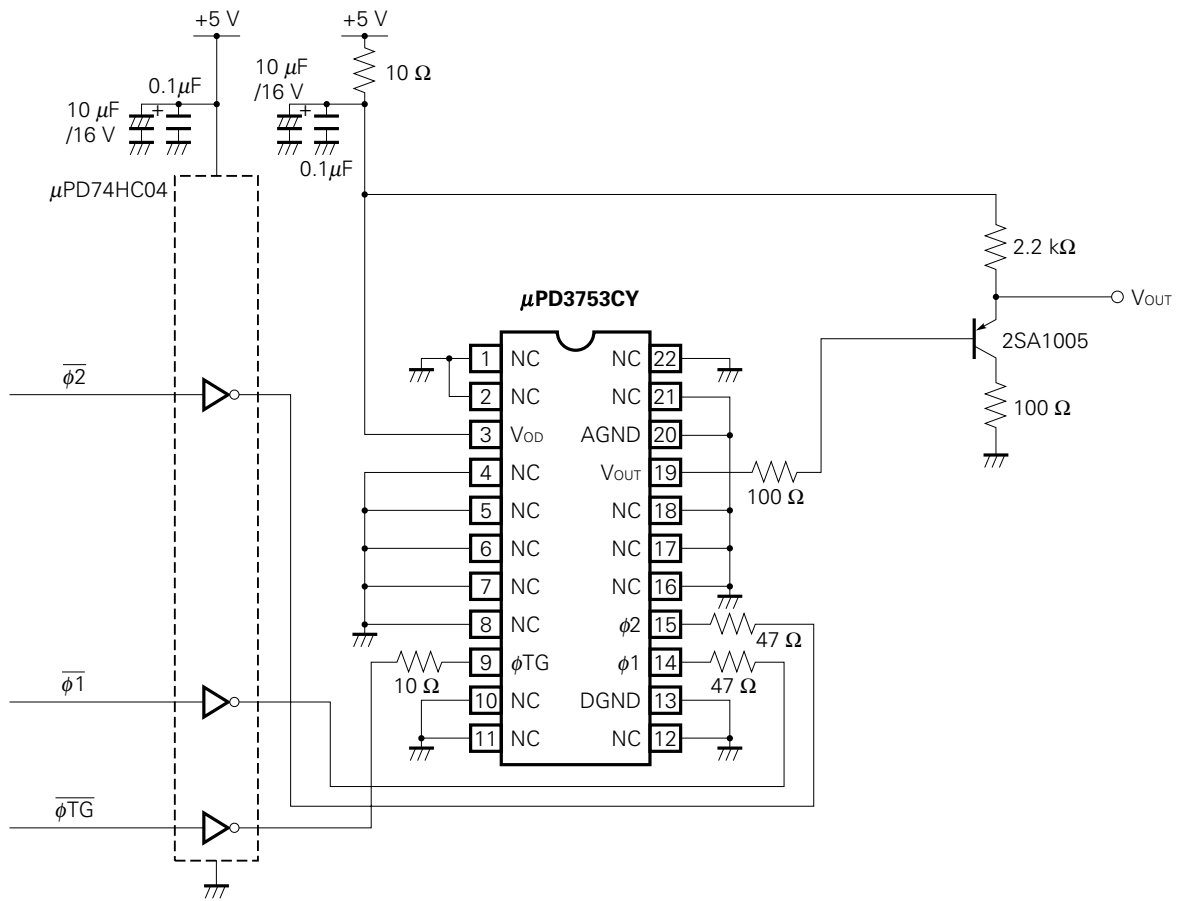 +5 V
+5 V
10 Ω
10 μF
/16 V
0.1μF
10 μF
/16 V
0.1μF
μPD74HC04
2.2 kΩ
μPD3753CY
VOUT
2SA1005
100 Ω
φ2
φ1
φTG
1 NC
2 NC
3 VOD
4 NC
5 NC
6 NC
7 NC
8 NC
9 φTG
10 NC
11 NC
NC 22
NC 21
AGND 20
VOUT 19
NC 18
NC 17
NC 16
φ2 15
φ1 14
DGND 13
NC 12
100 Ω
47 Ω
47 Ω
10 Ω